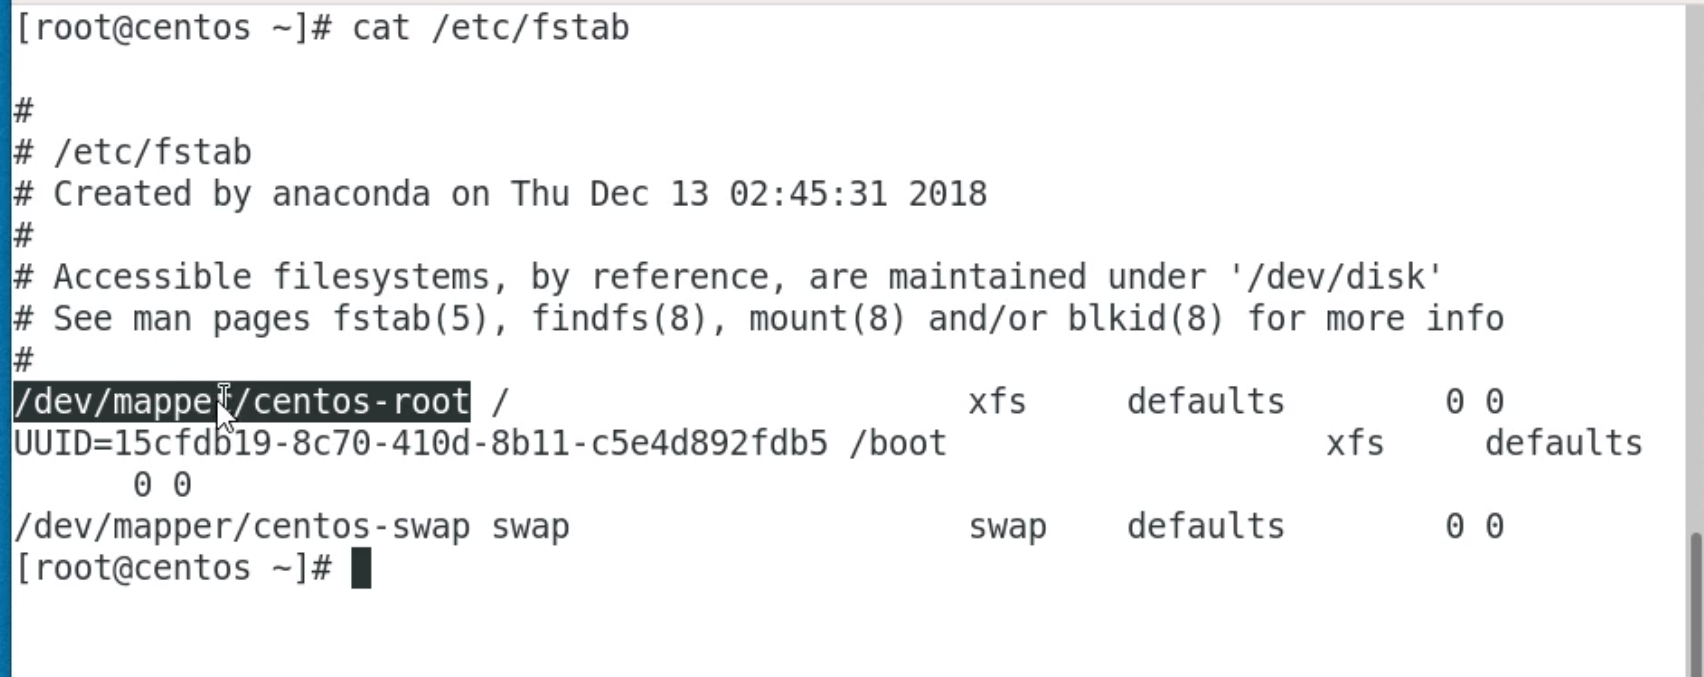 [root@centos ~]# cat /etc/fstab
#
# /etc/fstab
# Created by anaconda on Thu Dec 13 02:45:31 2018
#
# Accessible filesystems, by reference, are maintained under '/dev/disk'
# See man pages fstab(5), findfs(8), mount(8) and/or blkid(8) for more info
#
/dev/mapper/centos-root /                       xfs     defaults        0 0
UUID=15cfdb19-8c70-410d-8b11-c5e4d892fdb5 /boot                   xfs     defaults
      0 0
/dev/mapper/centos-swap swap                    swap    defaults        0 0
[root@centos ~]#